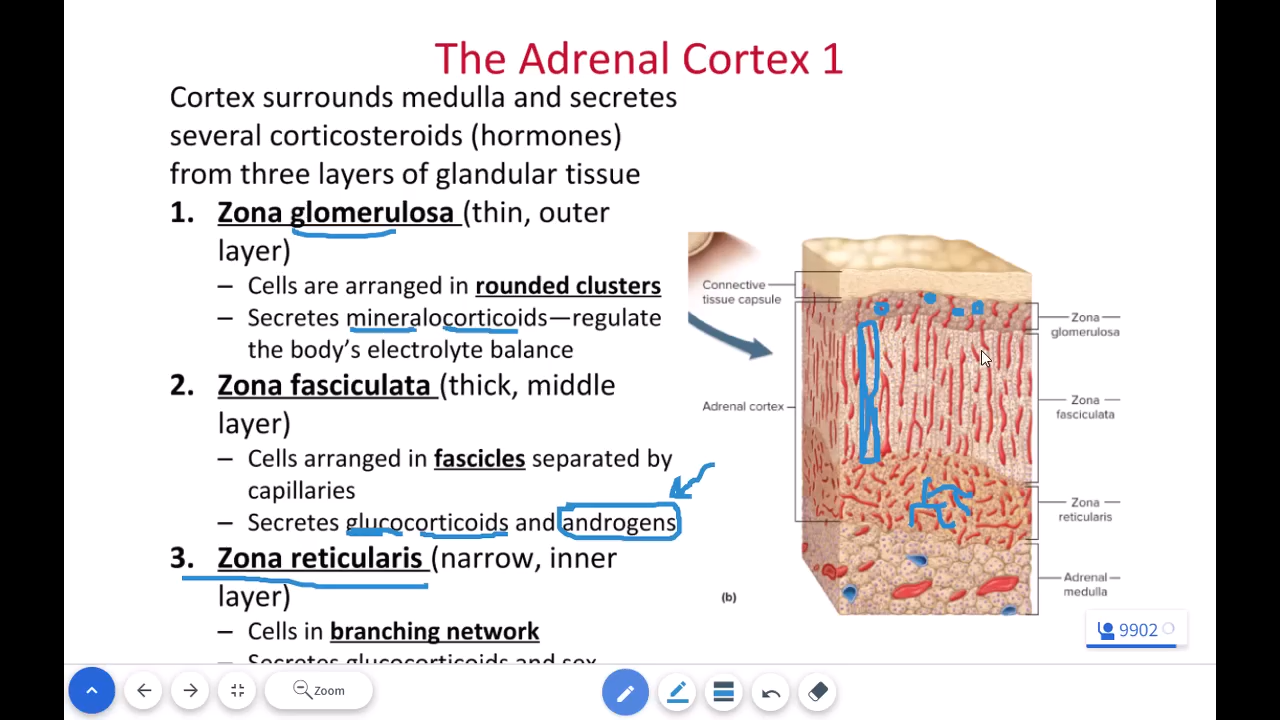 The Adrenal Cortex 1
Cortex surrounds medulla and secretes
several corticosteroids (hormones)
from three layers of glandular tissue
1. Zona glomerulosa (thin, outer
layer)
– Cells are arranged in rounded clusters
– Secretes mineralocorticoids—regulate
the body’s electrolyte balance
2. Zona fasciculata (thick, middle
layer)
– Cells arranged in fascicles separated by
capillaries
– Secretes glucocorticoids and androgens
3. Zona reticularis (narrow, inner
layer)
– Cells in branching network
– Secretes glucocorticoids and sex
Connective
tissue capsule
Adrenal cortex
Zona
glomerulosa
Zona
fasciculata
Zona
reticularis
Adrenal
medulla
(b)
9902
Zoom